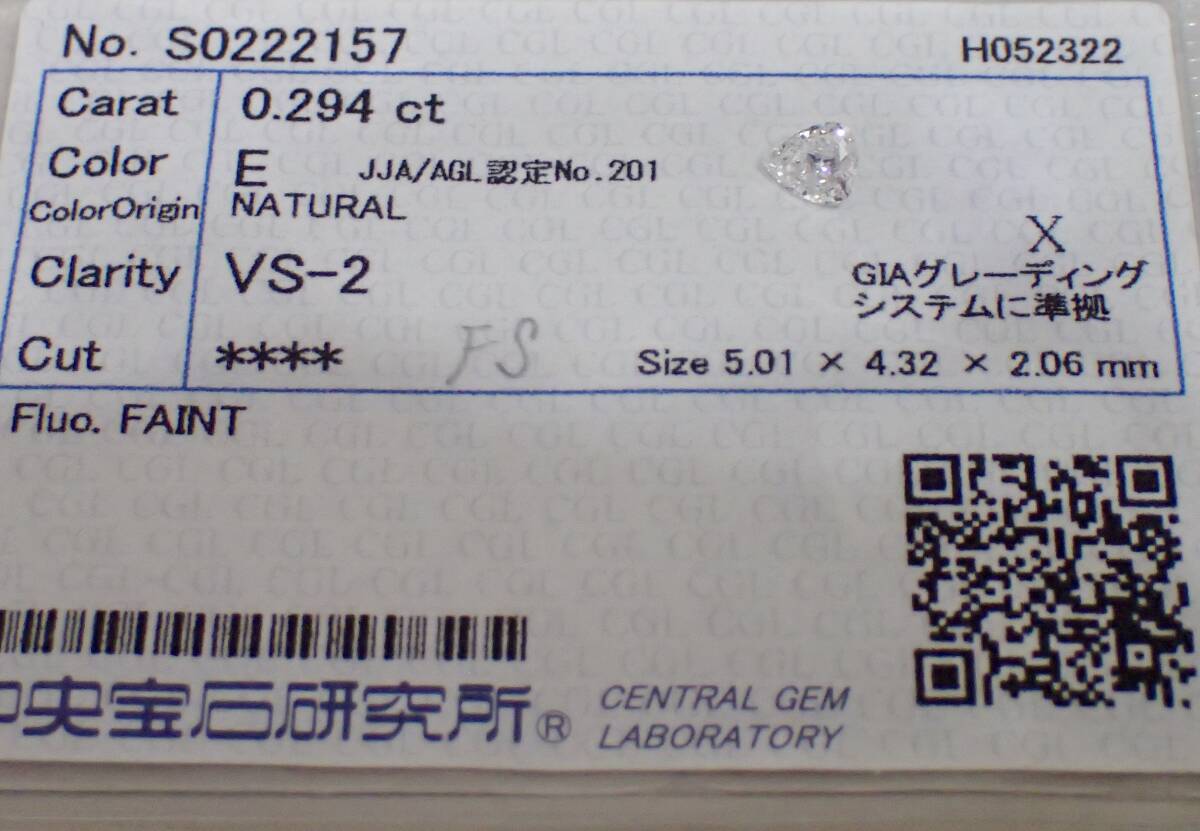 No. S0222157 H052322
Carat 0.294 ct
Color E JJA/AGL認定No.201
ColorOrigin NATURAL
X
Clarity VS-2 GIAグレーディング
システムに準拠
Cut **** FS Size 5.01 × 4.32 × 2.06 mm
Fluo. FAINT
中央宝石研究所® CENTRAL GEM
LABORATORY